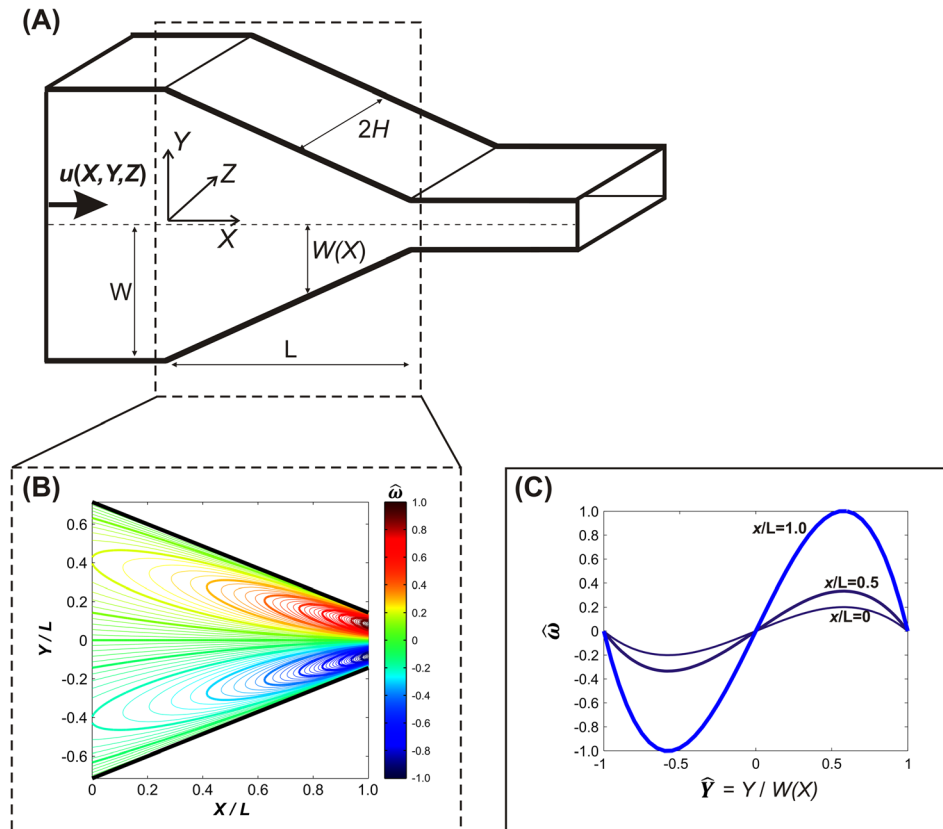 (A)
2H
Y
Z
u(X,Y,Z)
X
W(X)
W
L
(B)
ω̂
1.0
0.8
0.6
0.4
0.2
0
-0.2
-0.4
-0.6
-0.8
-1.0
Y / L
0.6
0.4
0.2
0
-0.2
-0.4
-0.6
0 0.2 0.4 0.6 0.8 1.0
X / L
(C)
ω̂
1.0
0.8
0.6
0.4
0.2
0
-0.2
-0.4
-0.6
-0.8
-1.0
x/L=1.0
x/L=0.5
x/L=0
-1 -0.5 0 0.5 1
Ŷ = Y / W(X)